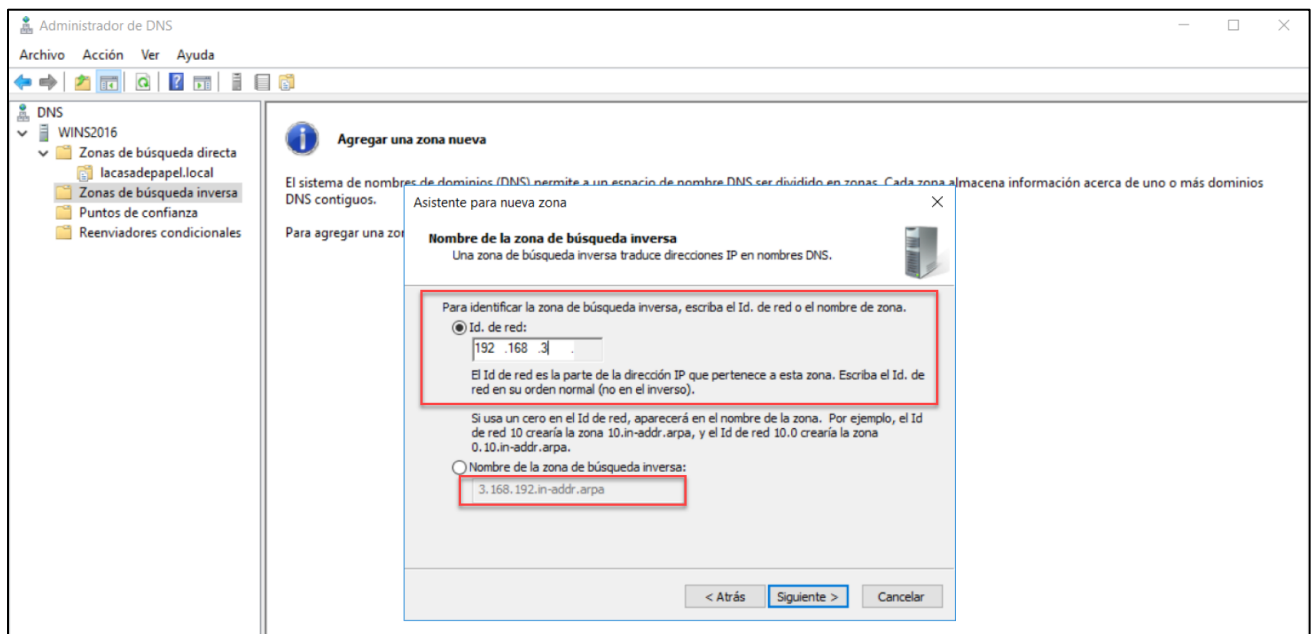 Administrador de DNS
Archivo Acción Ver Ayuda
DNS
WINS2016
Zonas de búsqueda directa
lacasadepapel.local
Zonas de búsqueda inversa
Puntos de confianza
Reenviadores condicionales
Agregar una zona nueva
El sistema de nombres de dominios (DNS) permite a un espacio de nombre DNS ser dividido en zonas. Cada zona almacena información acerca de uno o más dominios
DNS contiguos.
Para agregar una zo
Asistente para nueva zona
Nombre de la zona de búsqueda inversa
Una zona de búsqueda inversa traduce direcciones IP en nombres DNS.
Para identificar la zona de búsqueda inversa, escriba el Id. de red o el nombre de zona.
Id. de red:
192 .168 .3 .
El Id de red es la parte de la dirección IP que pertenece a esta zona. Escriba el Id. de
red en su orden normal (no en el inverso).
Si usa un cero en el Id de red, aparecerá en el nombre de la zona. Por ejemplo, el Id
de red 10 crearía la zona 10.in-addr.arpa, y el Id de red 10.0 crearía la zona
0.10.in-addr.arpa.
Nombre de la zona de búsqueda inversa:
3.168.192.in-addr.arpa
< Atrás Siguiente > Cancelar